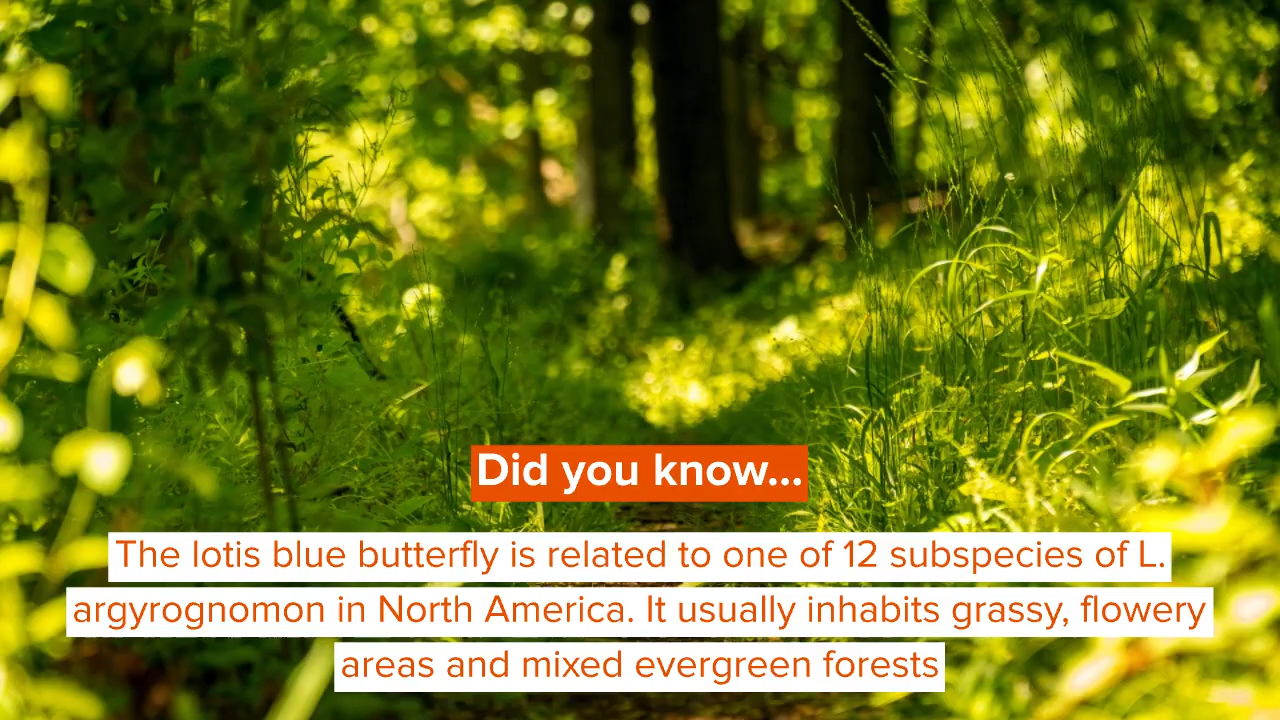 Did you know...
The lotis blue butterfly is related to one of 12 subspecies of L.
argyrognomon in North America. It usually inhabits grassy, flowery
areas and mixed evergreen forests